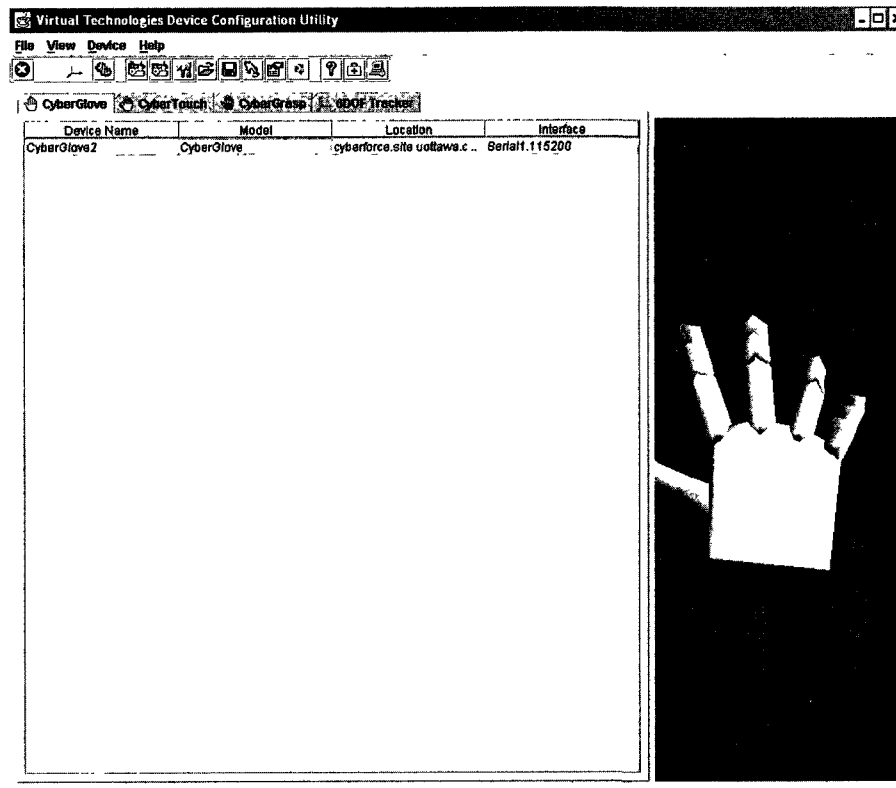 Virtual Technologies Device Configuration Utility
File View Device Help
CyberGlove CyberTouch CyberGrasp 6DOF Tracker
Device Name Model Location Interface
CyberGlove2 CyberGlove cyberforce.site uottawa.c .. Serial1.115200